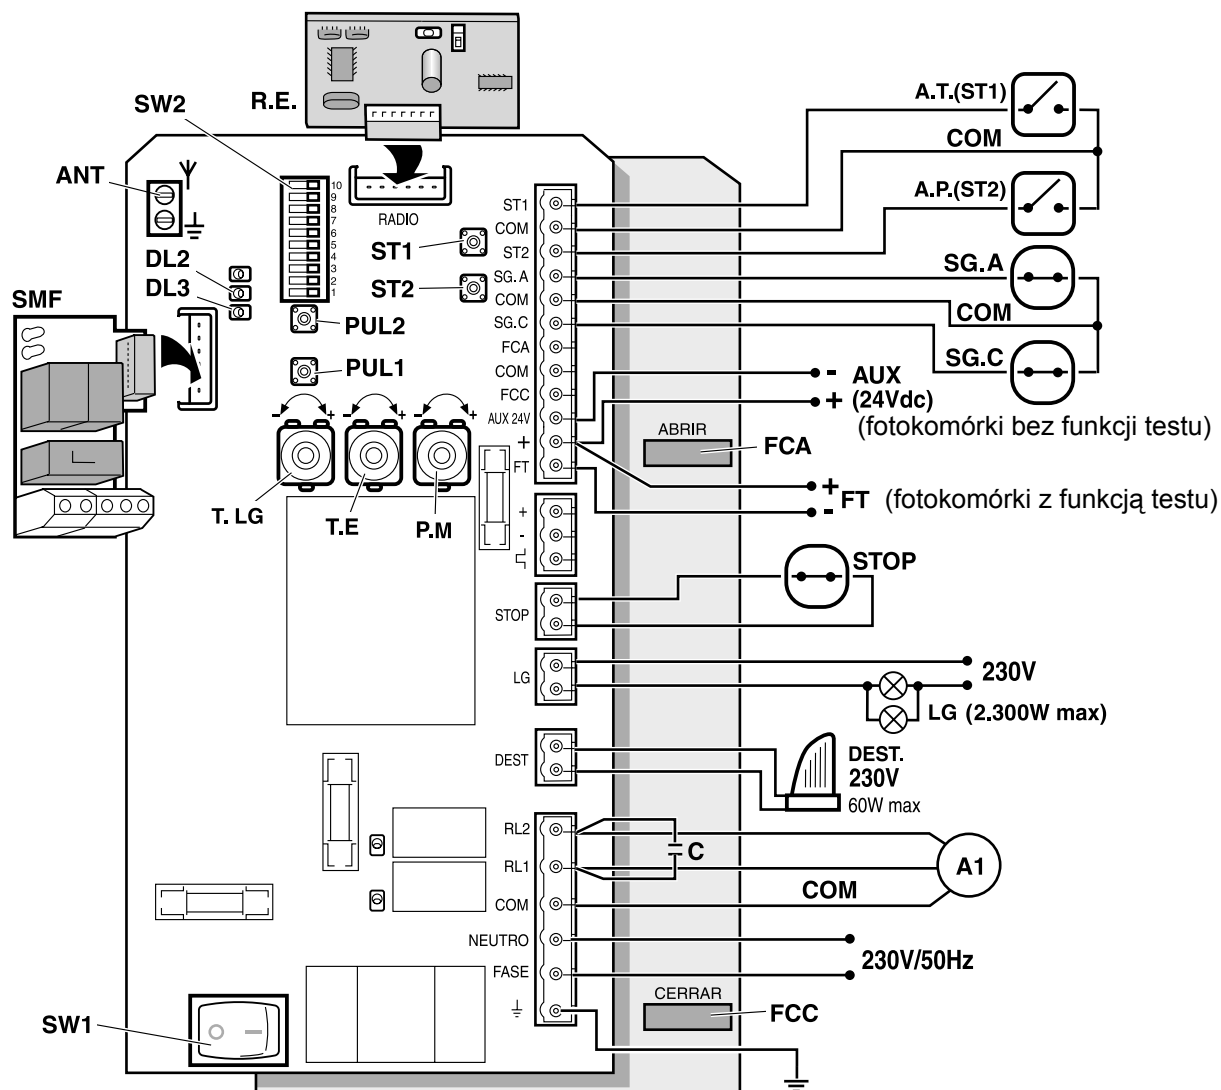 R.E.
SW2
ANT
DL2
DL3
SMF
10
9
8
7
6
5
4
3
2
1
RADIO
ST1
ST2
PUL2
PUL1
- +
- +
- +
T. LG
T.E
P.M
SW1
ST1
COM
ST2
SG. A
COM
SG.C
FCA
COM
FCC
AUX 24V
+
FT
+
-
STOP
LG
DEST
RL2
RL1
COM
NEUTRO
FASE
ABRIR
FCA
CERRAR
FCC
A.T.(ST1)
COM
A.P.(ST2)
SG.A
COM
SG.C
- AUX
+ (24Vdc)
(fotokomórki bez funkcji testu)
+
- FT (fotokomórki z funkcją testu)
STOP
230V
LG (2.300W max)
DEST.
230V
60W max
C
A1
COM
230V/50Hz